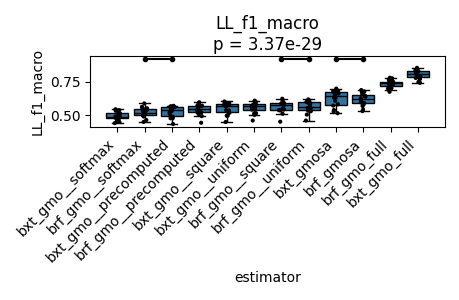 LL_f1_macro
p = 3.37e-29
LL_f1_macro
0.75
0.50
bxt_gmo__softmax
brf_gmo__softmax
bxt_gmo__precomputed
brf_gmo__precomputed
bxt_gmo__square
bxt_gmo__uniform
brf_gmo__square
brf_gmo__uniform
bxt_gmosa
brf_gmosa
brf_gmo_full
bxt_gmo_full
estimator